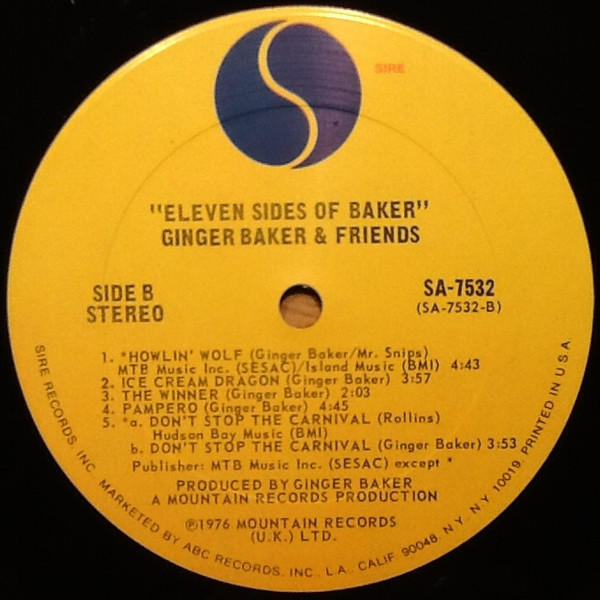 SIRE
"ELEVEN SIDES OF BAKER"
GINGER BAKER & FRIENDS
SIDE B
STEREO
SA-7532
(SA-7532-B)
1. *HOWLIN' WOLF (Ginger Baker/Mr. Snips)
MTB Music Inc. (SESAC)/Island Music (BMI) 4:43
2. ICE CREAM DRAGON (Ginger Baker) 3:57
3. THE WINNER (Ginger Baker) 2:03
4. PAMPERO (Ginger Baker) 4:45
5. *a. DON'T STOP THE CARNIVAL (Rollins)
Hudson Bay Music (BMI)
b. DON'T STOP THE CARNIVAL (Ginger Baker) 3:53
Publisher: MTB Music Inc. (SESAC) except *
PRODUCED BY GINGER BAKER
A MOUNTAIN RECORDS PRODUCTION
℗1976 MOUNTAIN RECORDS
(U.K.) LTD.
SIRE RECORDS, INC. MARKETED BY ABC RECORDS, INC., L.A., CALIF. 90048, N.Y., N.Y. 10019. PRINTED IN U.S.A.